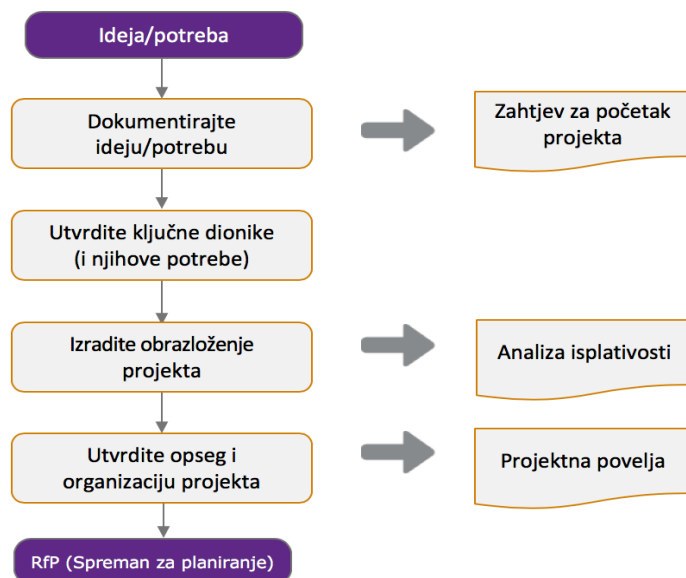 Ideja/potreba
Dokumentirajte
ideju/potrebu
Zahtjev za početak
projekta
Utvrdite ključne dionike
(i njihove potrebe)
Izradite obrazloženje
projekta
Analiza isplativosti
Utvrdite opseg i
organizaciju projekta
Projektna povelja
RfP (Spreman za planiranje)